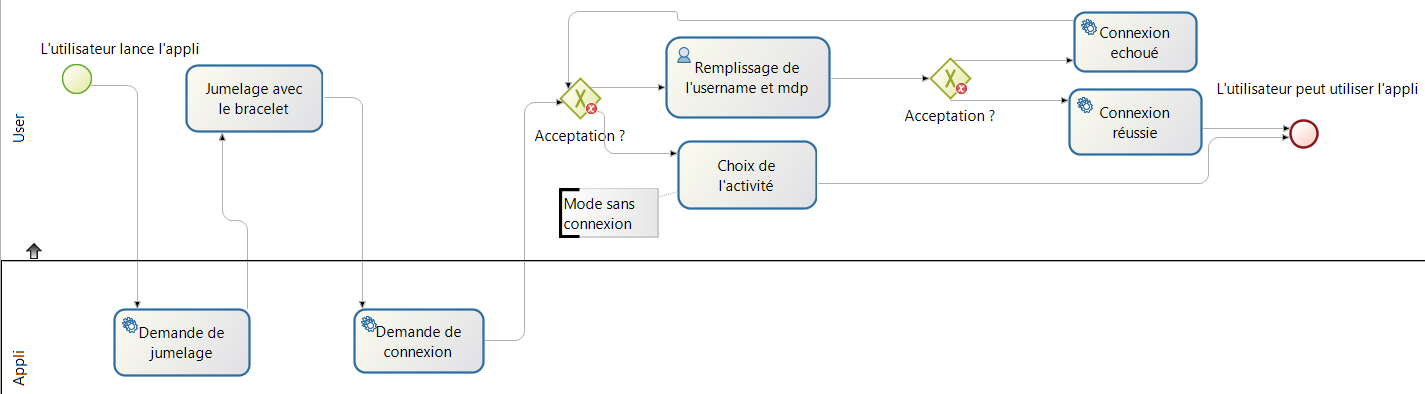 User
L'utilisateur lance l'appli
Jumelage avec
le bracelet
Acceptation ?
Remplissage de
l'username et mdp
Choix de
l'activité
Mode sans
connexion
Acceptation ?
Connexion
echoué
Connexion
réussie
L'utilisateur peut utiliser l'appli
Appli
Demande de
jumelage
Demande de
connexion